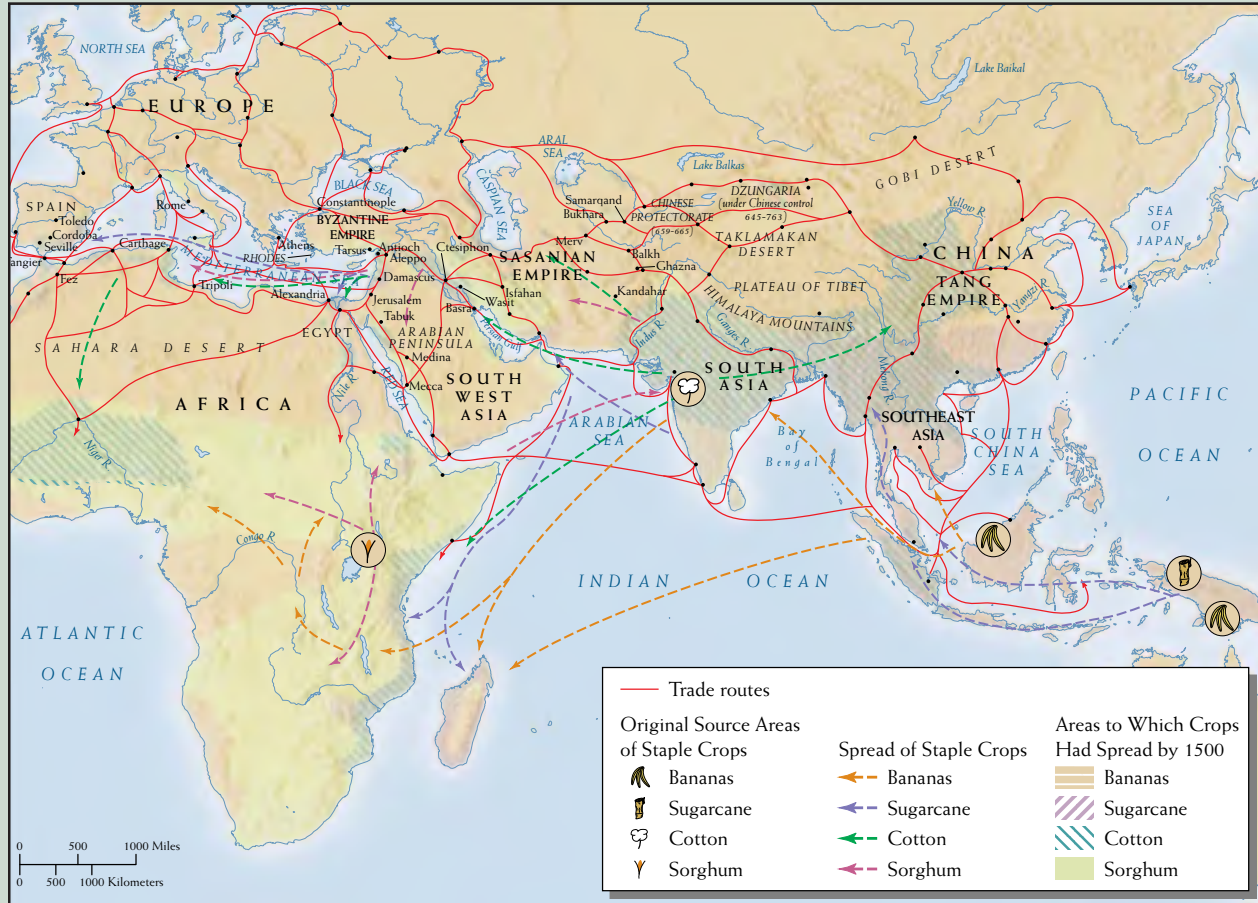 NORTH SEA
EUROPE
Lake Baikal
ARAL
SEA
Lake Balkas
GOBI DESERT
BLACK SEA
CASPIAN SEA
DZUNGARIA
(under Chinese control
645-763)
SPAIN
Toledo
Cordoba
Seville
Tangier
Fez
Rome
Constantinople
BYZANTINE
EMPIRE
Athens
RHODES
Tarsus
Antioch
Aleppo
Carthage
MEDITERRANEAN SEA
Tripoli
Alexandria
Damascus
Jerusalem
Tabuk
EGYPT
Ctesiphon
Wasit
Basra
Isfahan
Samarqand
Bukhara
Merv
SASANIAN
EMPIRE
Balkh
Ghazna
Kandahar
CHINESE
PROTECTORATE
(659-665)
TAKLAMAKAN
DESERT
Yellow R.
SEA
OF
JAPAN
CHINA
TANG
EMPIRE
Yangzi R.
PLATEAU OF TIBET
HIMALAYA MOUNTAINS
Indus R.
Ganges R.
Mekong R.
Persian Gulf
ARABIAN
PENINSULA
Medina
Mecca
RED SEA
Nile R.
SAHARA DESERT
AFRICA
SOUTH
WEST
ASIA
SOUTH
ASIA
SOUTHEAST
ASIA
ARABIAN
SEA
Bay
of
Bengal
SOUTH
CHINA
SEA
PACIFIC
OCEAN
Niger R.
Congo R.
INDIAN OCEAN
ATLANTIC
OCEAN
Trade routes
Original Source Areas
of Staple Crops
Bananas
Sugarcane
Cotton
Sorghum
Spread of Staple Crops
Bananas
Sugarcane
Cotton
Sorghum
Areas to Which Crops
Had Spread by 1500
Bananas
Sugarcane
Cotton
Sorghum
0 500 1000 Miles
0 500 1000 Kilometers